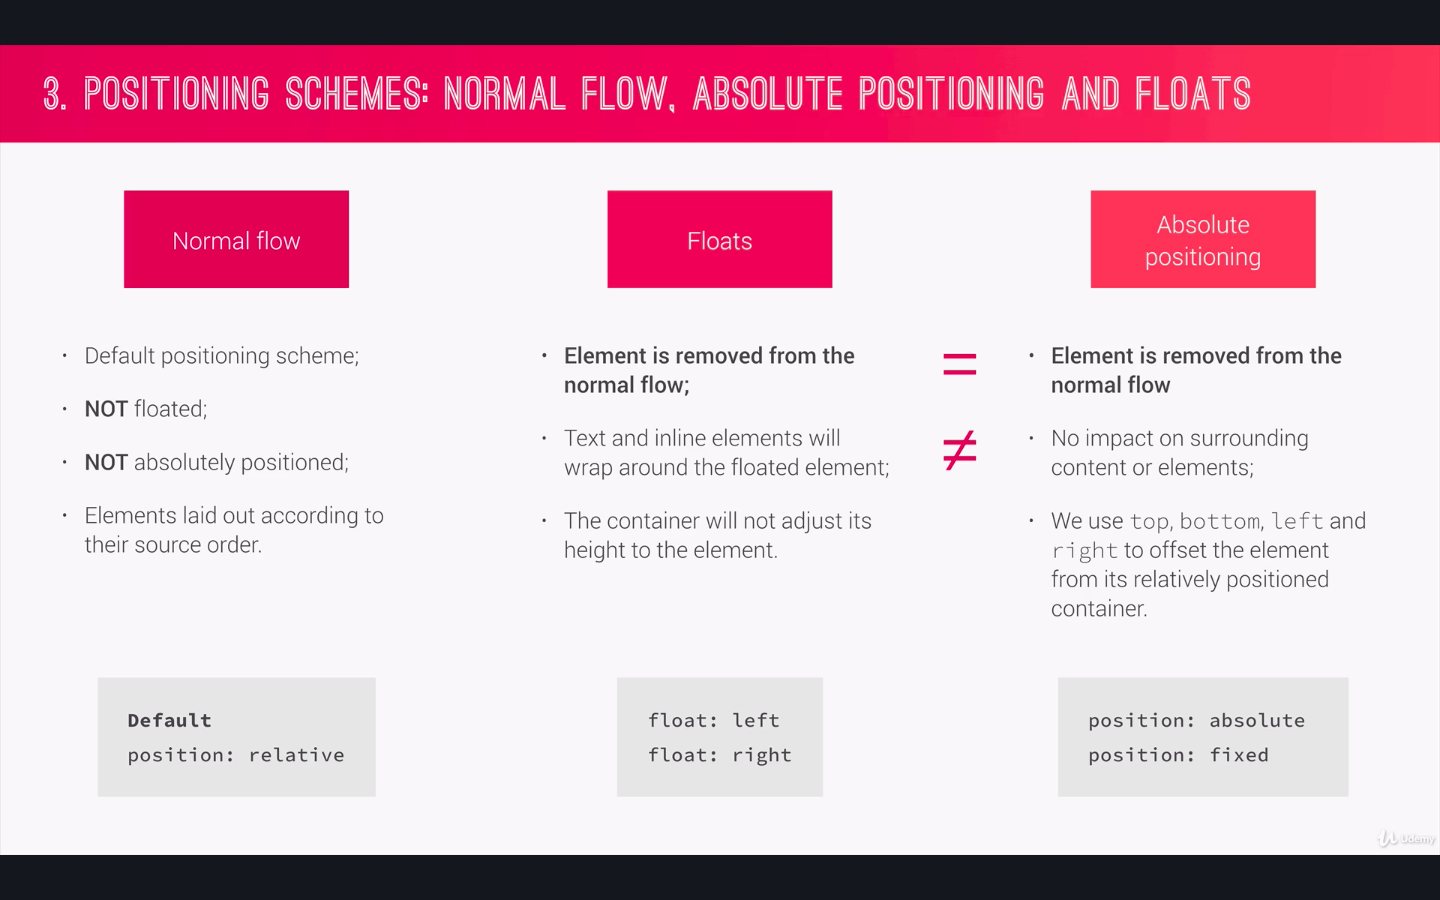 3. POSITIONING SCHEMES: NORMAL FLOW, ABSOLUTE POSITIONING AND FLOATS
Normal flow
• Default positioning scheme;
• NOT floated;
• NOT absolutely positioned;
• Elements laid out according to
their source order.
Default
position: relative
Floats
• Element is removed from the
normal flow;
• Text and inline elements will
wrap around the floated element;
• The container will not adjust its
height to the element.
float: left
float: right
=
≠
Absolute
positioning
• Element is removed from the
normal flow
• No impact on surrounding
content or elements;
• We use top, bottom, left and
right to offset the element
from its relatively positioned
container.
position: absolute
position: fixed
Udemy